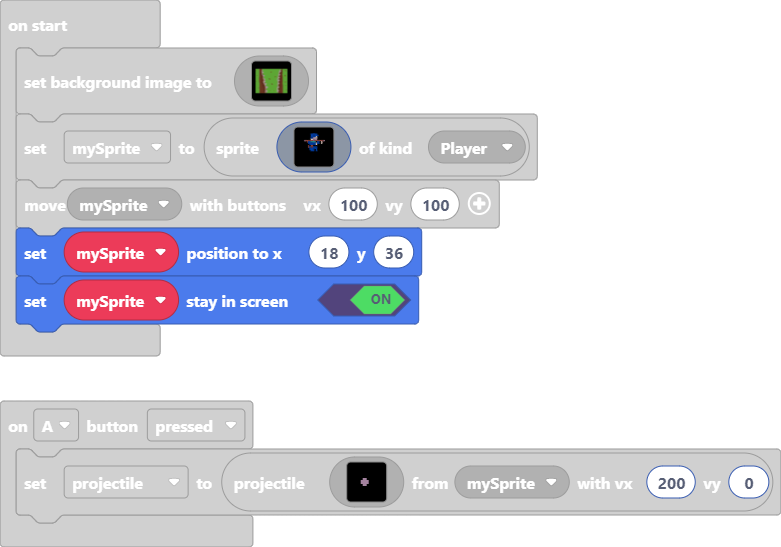 on start
set background image to
set mySprite to sprite of kind Player
move mySprite with buttons vx 100 vy 100
set mySprite position to x 18 y 36
set mySprite stay in screen ON
on A button pressed
set projectile to projectile from mySprite with vx 200 vy 0